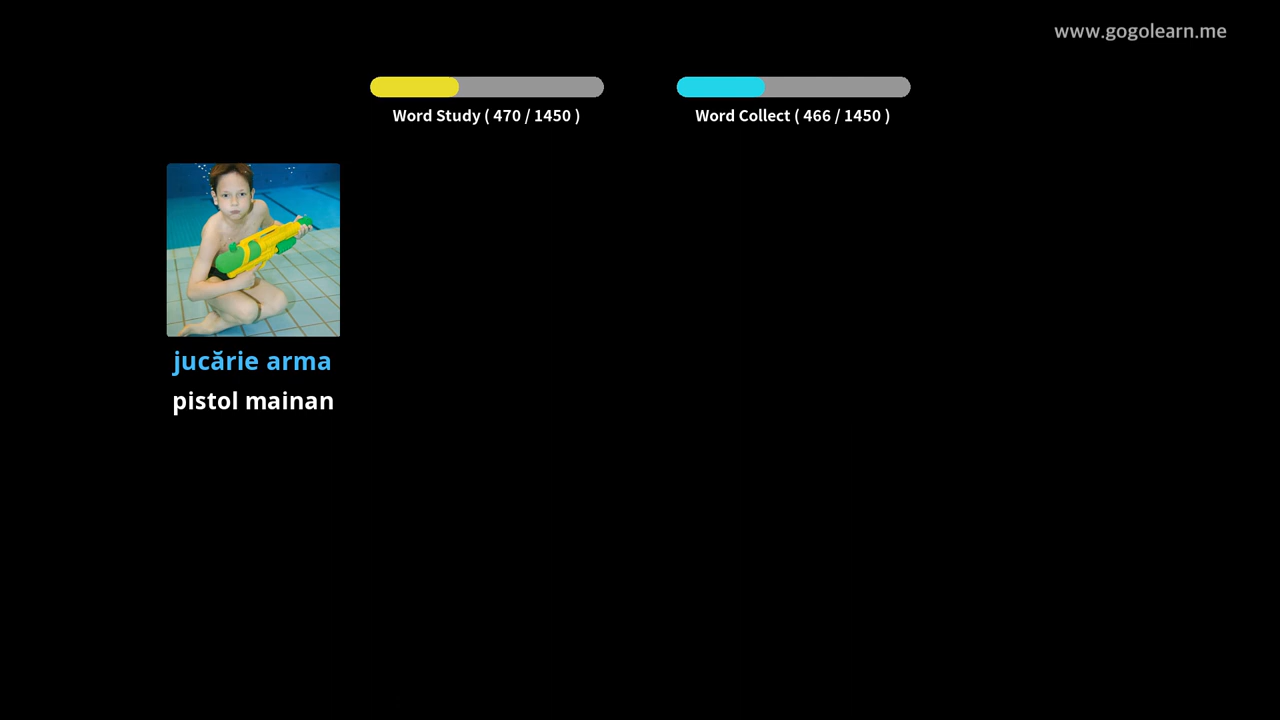 www.gogolearn.me
Word Study ( 470 / 1450 )
Word Collect ( 466 / 1450 )
jucărie arma
pistol mainan